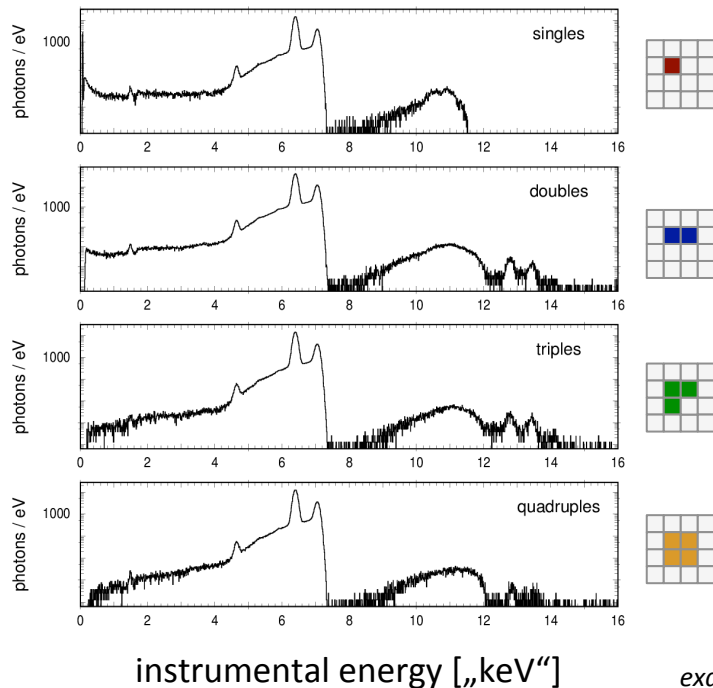 photons / eV
1000
singles
0 2 4 6 8 10 12 14 16
photons / eV
1000
doubles
0 2 4 6 8 10 12 14 16
photons / eV
1000
triples
0 2 4 6 8 10 12 14 16
photons / eV
1000
quadruples
0 2 4 6 8 10 12 14 16
instrumental energy [„keV“]